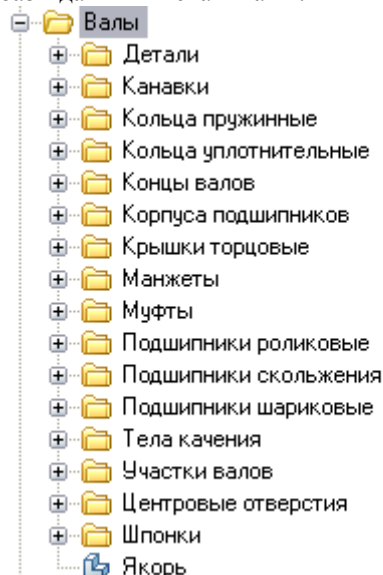 Валы
Детали
Канавки
Кольца пружинные
Кольца уплотнительные
Концы валов
Корпуса подшипников
Крышки торцовые
Манжеты
Муфты
Подшипники роликовые
Подшипники скольжения
Подшипники шариковые
Тела качения
Участки валов
Центровые отверстия
Шпонки
Якорь